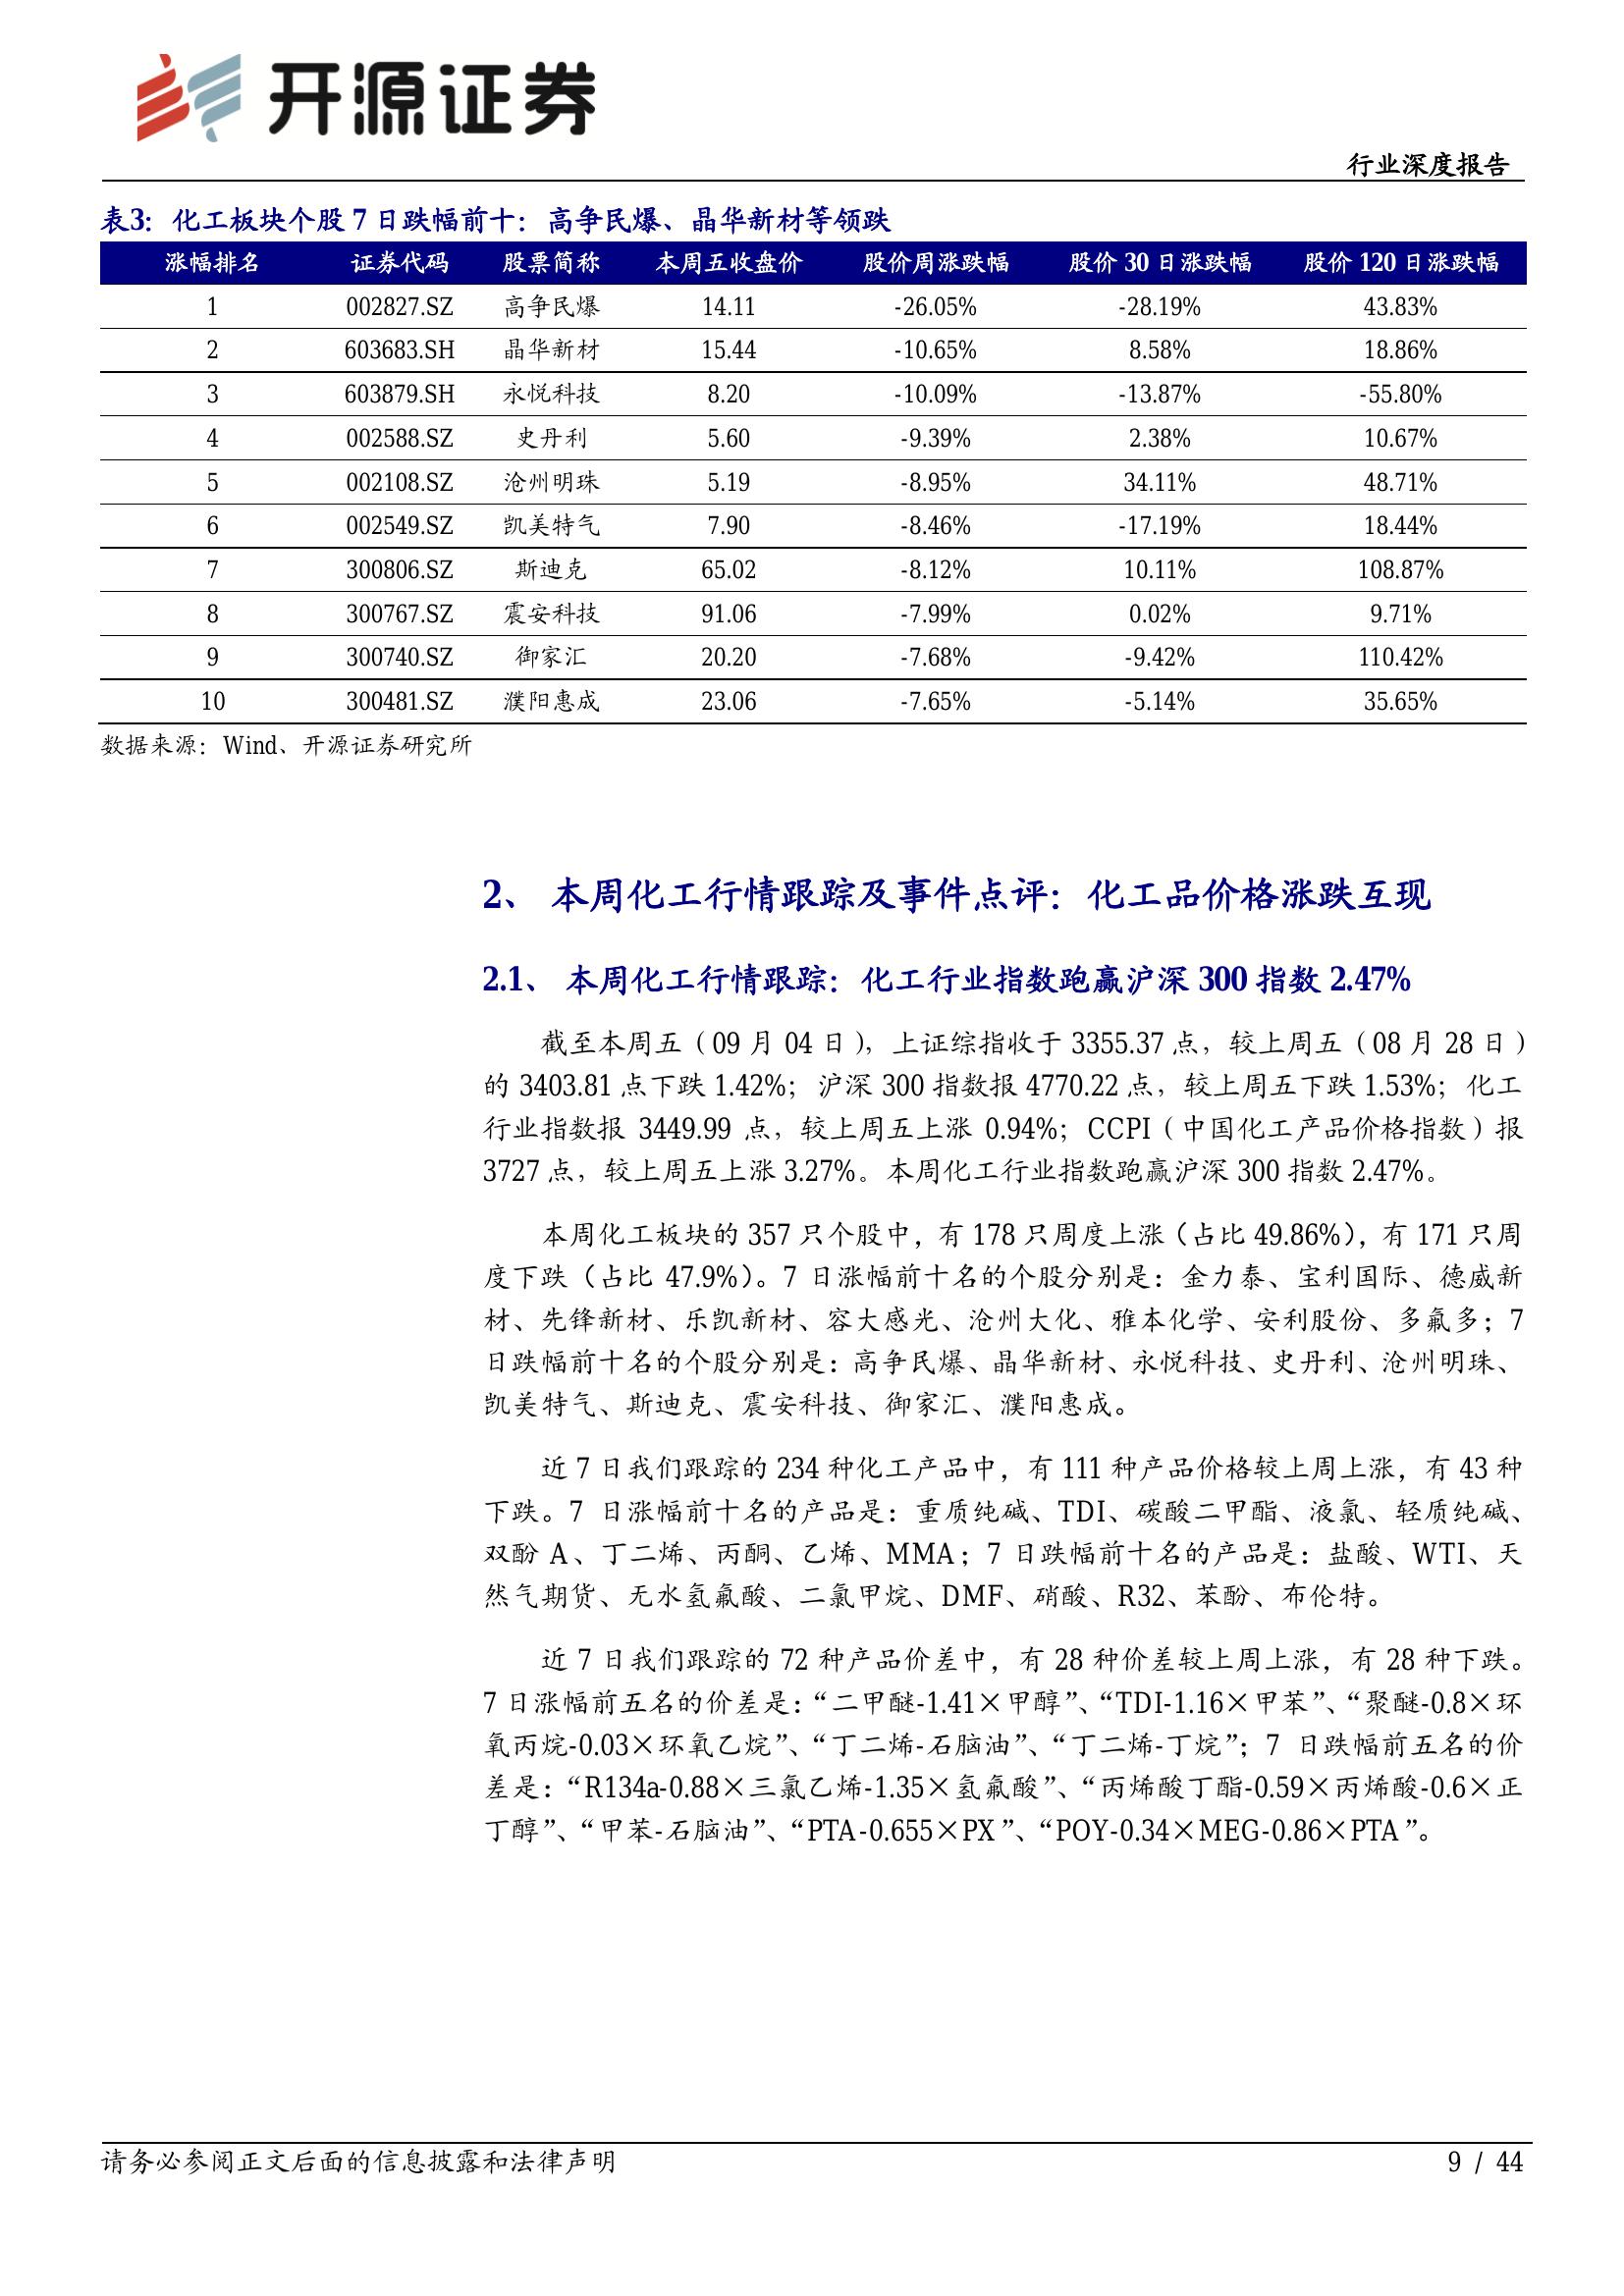 开源证券
行业深度报告
表3：化工板块个股 7 日跌幅前十：高争民爆、晶华新材等领跌
涨幅排名 证券代码 股票简称 本周五收盘价 股价周涨跌幅 股价 30 日涨跌幅 股价 120 日涨跌幅
1 002827.SZ 高争民爆 14.11 -26.05% -28.19% 43.83%
2 603683.SH 晶华新材 15.44 -10.65% 8.58% 18.86%
3 603879.SH 永悦科技 8.20 -10.09% -13.87% -55.80%
4 002588.SZ 史丹利 5.60 -9.39% 2.38% 10.67%
5 002108.SZ 沧州明珠 5.19 -8.95% 34.11% 48.71%
6 002549.SZ 凯美特气 7.90 -8.46% -17.19% 18.44%
7 300806.SZ 斯迪克 65.02 -8.12% 10.11% 108.87%
8 300767.SZ 震安科技 91.06 -7.99% 0.02% 9.71%
9 300740.SZ 御家汇 20.20 -7.68% -9.42% 110.42%
10 300481.SZ 濮阳惠成 23.06 -7.65% -5.14% 35.65%
数据来源：Wind、开源证券研究所
2、 本周化工行情跟踪及事件点评：化工品价格涨跌互现
2.1、 本周化工行情跟踪：化工行业指数跑赢沪深 300 指数 2.47%
截至本周五（09 月 04 日），上证综指收于 3355.37 点，较上周五（08 月 28 日）
的 3403.81 点下跌 1.42%；沪深 300 指数报 4770.22 点，较上周五下跌 1.53%；化工
行业指数报 3449.99 点，较上周五上涨 0.94%；CCPI（中国化工产品价格指数）报
3727 点，较上周五上涨 3.27%。本周化工行业指数跑赢沪深 300 指数 2.47%。
本周化工板块的 357 只个股中，有 178 只周度上涨（占比 49.86%），有 171 只周
度下跌（占比 47.9%）。7 日涨幅前十名的个股分别是：金力泰、宝利国际、德威新
材、先锋新材、乐凯新材、容大感光、沧州大化、雅本化学、安利股份、多氟多；7
日跌幅前十名的个股分别是：高争民爆、晶华新材、永悦科技、史丹利、沧州明珠、
凯美特气、斯迪克、震安科技、御家汇、濮阳惠成。
近 7 日我们跟踪的 234 种化工产品中，有 111 种产品价格较上周上涨，有 43 种
下跌。7 日涨幅前十名的产品是：重质纯碱、TDI、碳酸二甲酯、液氯、轻质纯碱、
双酚 A、丁二烯、丙酮、乙烯、MMA；7 日跌幅前十名的产品是：盐酸、WTI、天
然气期货、无水氢氟酸、二氯甲烷、DMF、硝酸、R32、苯酚、布伦特。
近 7 日我们跟踪的 72 种产品价差中，有 28 种价差较上周上涨，有 28 种下跌。
7 日涨幅前五名的价差是：“二甲醚-1.41×甲醇”、“TDI-1.16×甲苯”、“聚醚-0.8×环
氧丙烷-0.03×环氧乙烷”、“丁二烯-石脑油”、“丁二烯-丁烷”；7 日跌幅前五名的价
差是：“R134a-0.88×三氯乙烯-1.35×氢氟酸”、“丙烯酸丁酯-0.59×丙烯酸-0.6×正
丁醇”、“甲苯-石脑油”、“PTA-0.655×PX”、“POY-0.34×MEG-0.86×PTA”。
请务必参阅正文后面的信息披露和法律声明
9 / 44